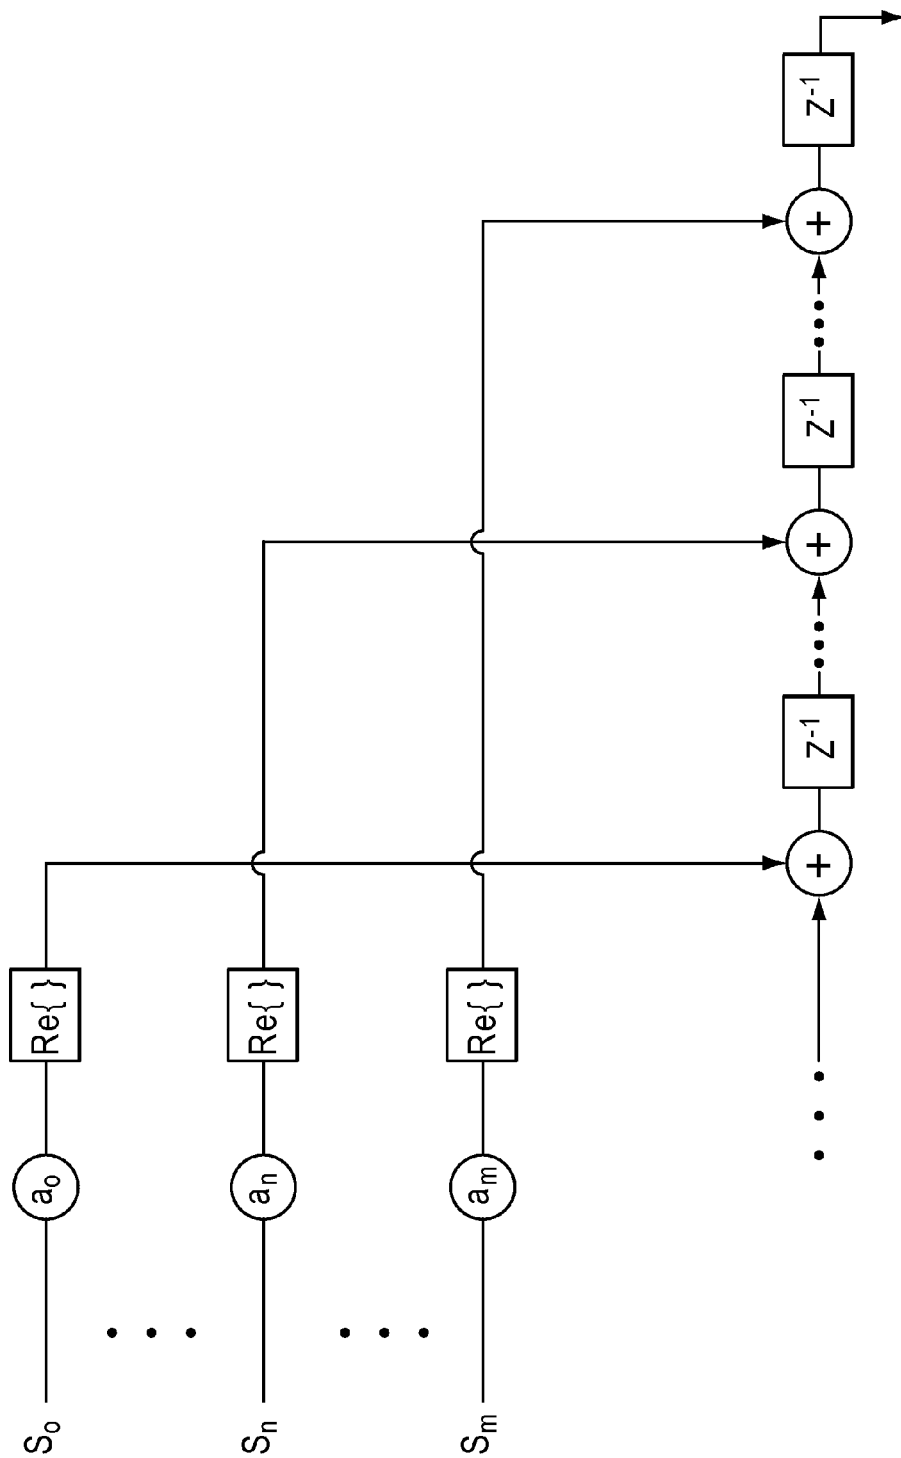 S₀
a₀
Re{ }
Sₙ
aₙ
Re{ }
Sₘ
aₘ
Re{ }
+
Z⁻¹
+
Z⁻¹
+
Z⁻¹